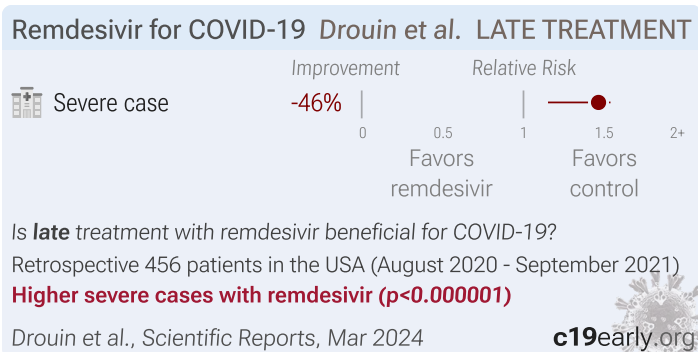 Remdesivir for COVID-19 Drouin et al. LATE TREATMENT
Improvement Relative Risk
Severe case -46%
0 0.5 1 1.5 2+
Favors Favors
remdesivir control
Is late treatment with remdesivir beneficial for COVID-19?
Retrospective 456 patients in the USA (August 2020 - September 2021)
Higher severe cases with remdesivir (p<0.000001)
Drouin et al., Scientific Reports, Mar 2024 c19early.org